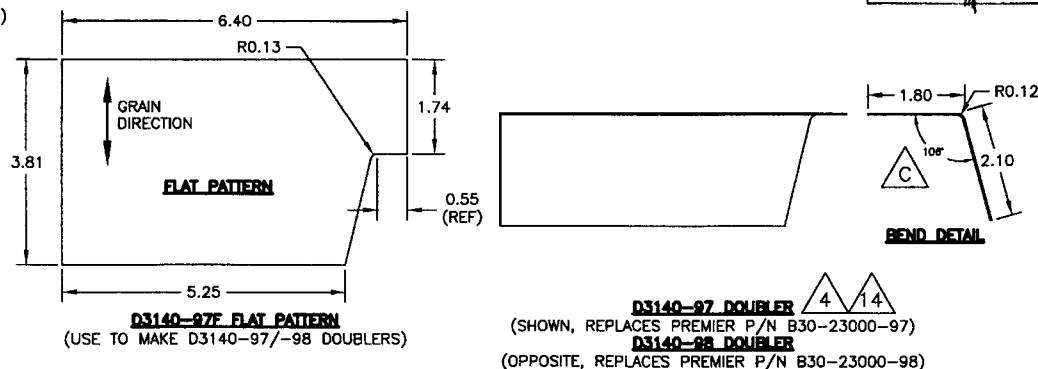 )
6.40
R0.13
GRAIN
DIRECTION
1.74
3.81
FLAT PATTERN
0.55
(REF)
5.25
D3140-97F FLAT PATTERN
(USE TO MAKE D3140-97/-98 DOUBLERS)
1.80
R0.12
106°
C
2.10
BEND DETAIL
D3140-97 DOUBLER 4 14
(SHOWN, REPLACES PREMIER P/N B30-23000-97)
D3140-98 DOUBLER
(OPPOSITE, REPLACES PREMIER P/N B30-23000-98)